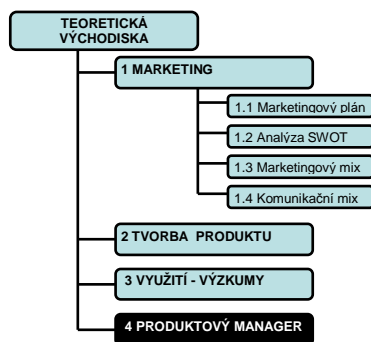 TEORETICKÁ
VÝCHODISKA
1 MARKETING
1.1 Marketingový plán
1.2 Analýza SWOT
1.3 Marketingový mix
1.4 Komunikační mix
2 TVORBA PRODUKTU
3 VYUŽITÍ - VÝZKUMY
4 PRODUKTOVÝ MANAGER